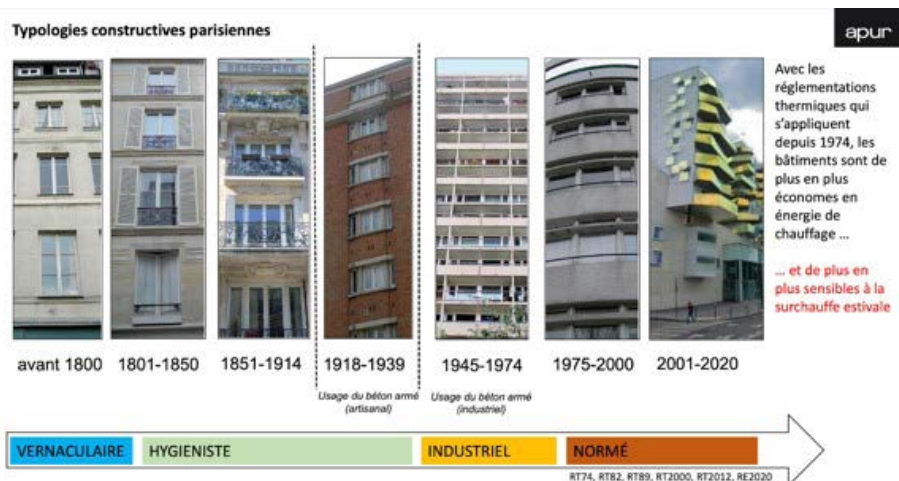 Typologies constructives parisiennes
apur
Avec les
réglementations
thermiques qui
s'appliquent
depuis 1974, les
bâtiments sont de
plus en plus
économes en
énergie de
chauffage ...
... et de plus en
plus sensibles à la
surchauffe estivale
avant 1800
1801-1850
1851-1914
1918-1939
1945-1974
1975-2000
2001-2020
Usage du béton armé
(artisanal)
Usage du béton armé
(industriel)
VERNACULAIRE
HYGIENISTE
INDUSTRIEL
NORMÉ
RT74, RT82, RT89, RT2000, RT2012, RE2020